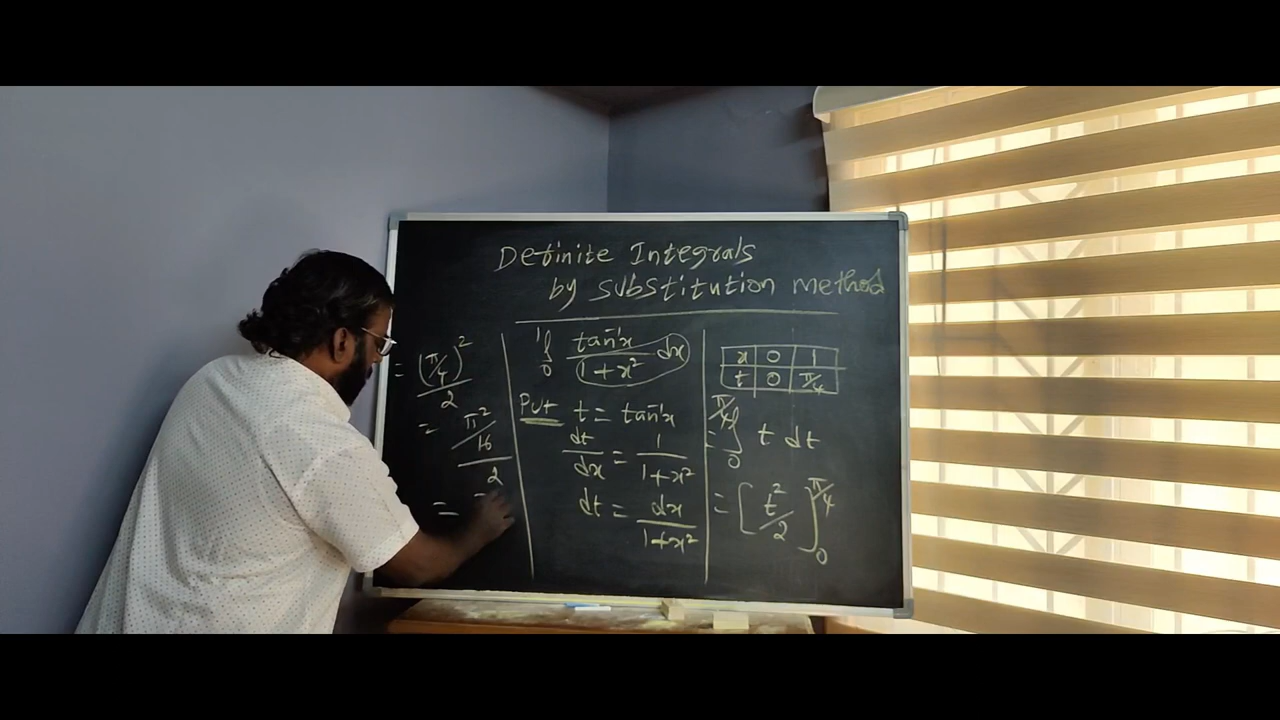 Definite Integrals
by substitution method
∫₀¹ tan⁻¹x / 1+x² dx
Put t = tan⁻¹x
dt/dx = 1/1+x²
dt = dx/1+x²
x 0 1
t 0 π/4
= ∫₀^π/4 t dt
= [t²/2]₀^π/4
= (π/4)²/2
= π²/16/2
=